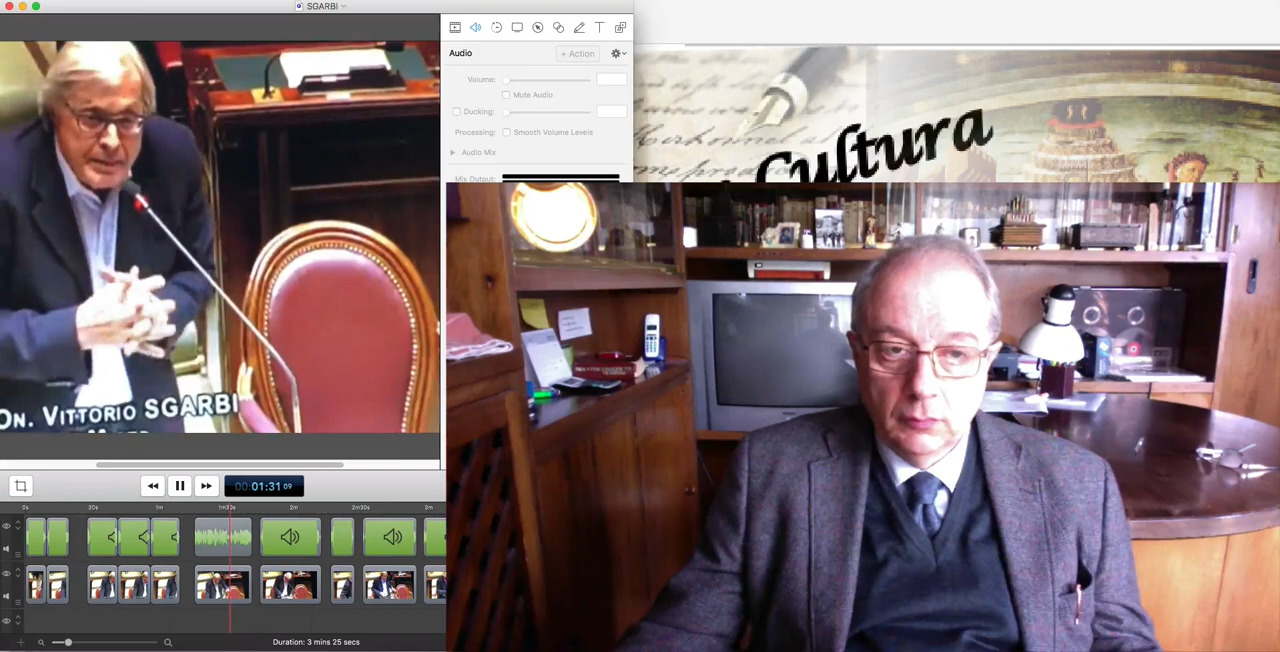 SGARBI
Audio
+ Action
Volume:
Mute Audio
Ducking:
Processing:
Smooth Volume Levels
Audio Mix
Mix Output:
Cultura
ON. VITTORIO SGARBI
00:01:31 09
0s
30s
1m
1m30s
2m
2m30s
3m
Duration: 3 mins 25 secs